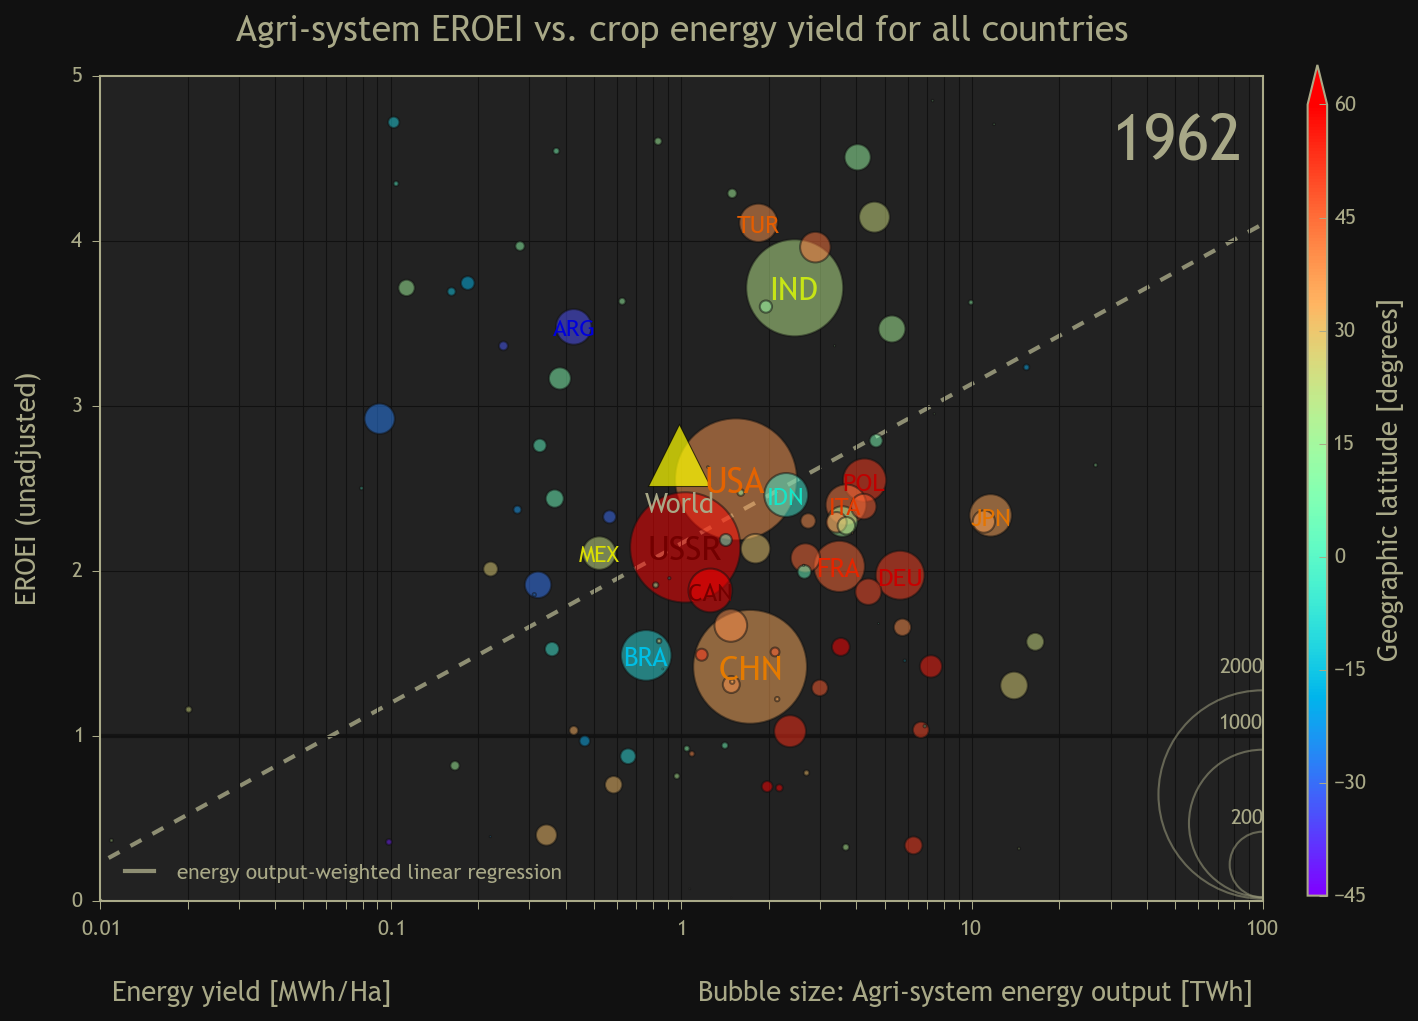 Agri-system EROEI vs. crop energy yield for all countries
1962
EROEI (unadjusted)
5
4
3
2
1
0
0.01
0.1
1
10
100
TUR
IND
ARG
USA
World
IDN
POL
ITA
JPN
USSR
MEX
FRA
DEU
CAN
BRA
CHN
2000
1000
200
energy output-weighted linear regression
Energy yield [MWh/Ha]
Bubble size: Agri-system energy output [TWh]
60
45
30
15
0
−15
−30
−45
Geographic latitude [degrees]